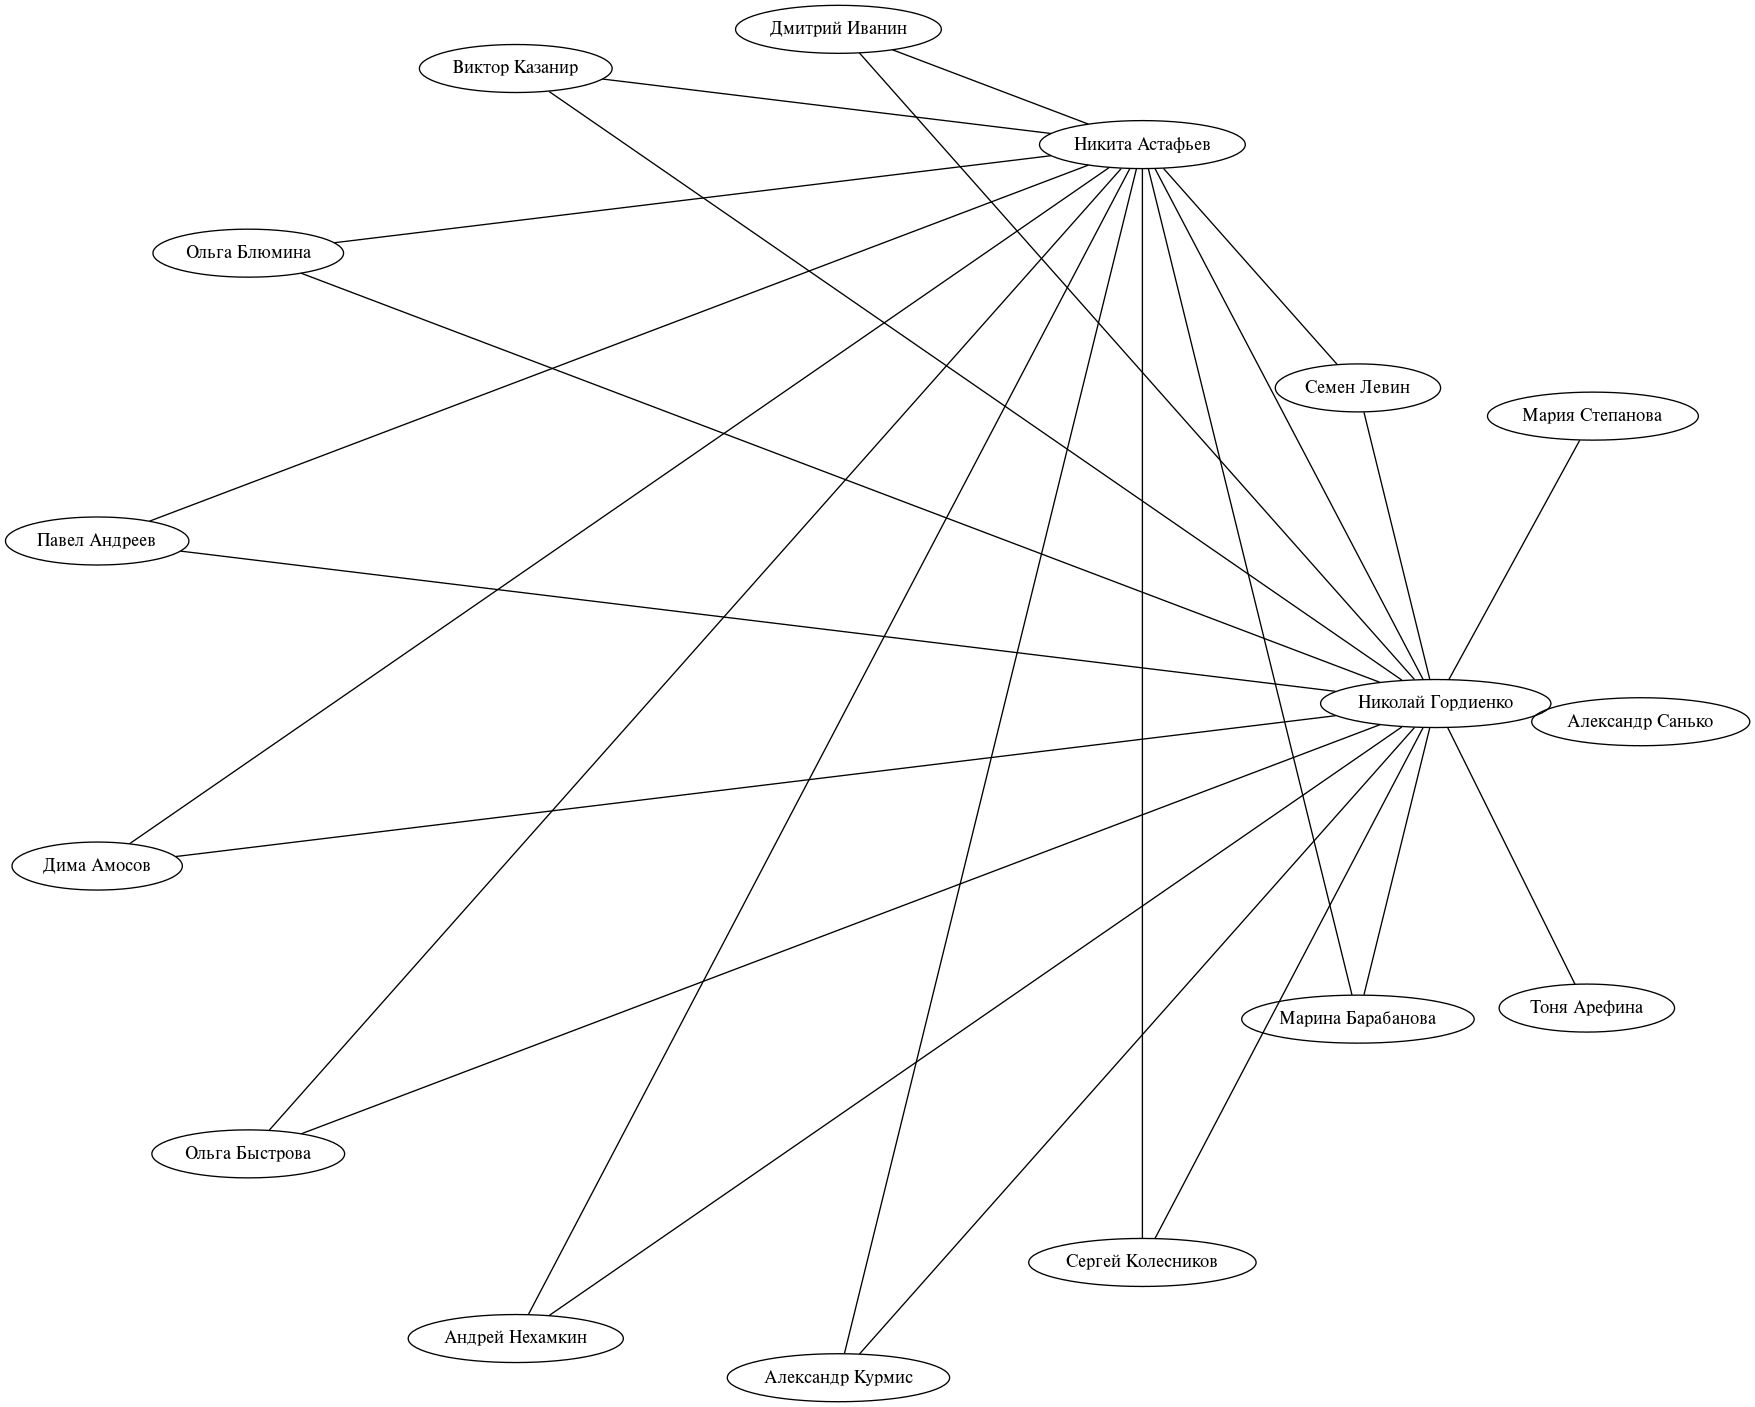 Дмитрий Иванин
Виктор Казанир
Никита Астафьев
Ольга Блюмина
Семен Левин
Мария Степанова
Павел Андреев
Николай Гордиенко
Александр Санько
Дима Амосов
Тоня Арефина
Марина Барабанова
Ольга Быстрова
Сергей Колесников
Андрей Нехамкин
Александр Курмис